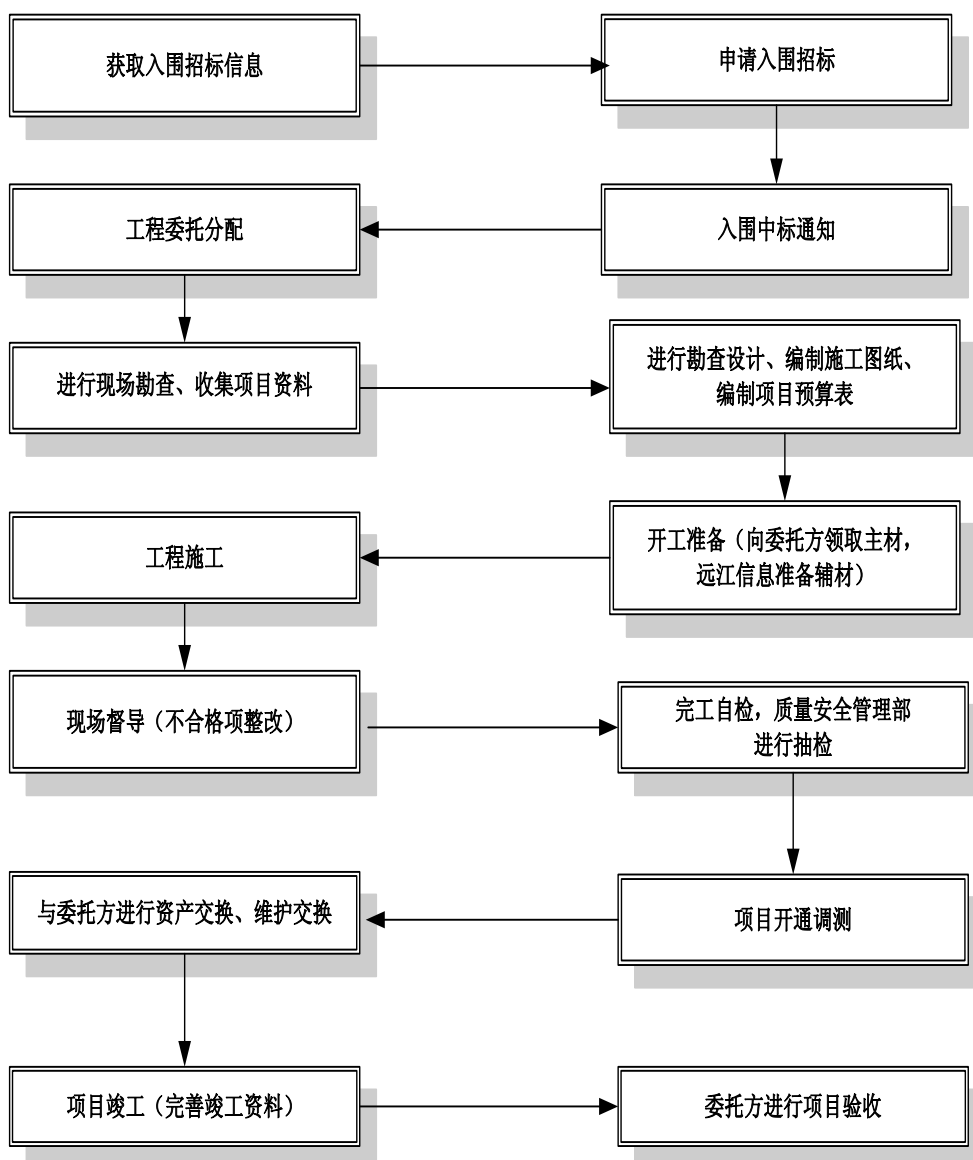 获取入围招标信息
申请入围招标
入围中标通知
工程委托分配
进行现场勘查、收集项目资料
进行勘查设计、编制施工图纸、
编制项目预算表
开工准备（向委托方领取主材，
远江信息准备辅材）
工程施工
现场督导（不合格项整改）
完工自检，质量安全管理部
进行抽检
项目开通调测
与委托方进行资产交换、维护交换
项目竣工（完善竣工资料）
委托方进行项目验收